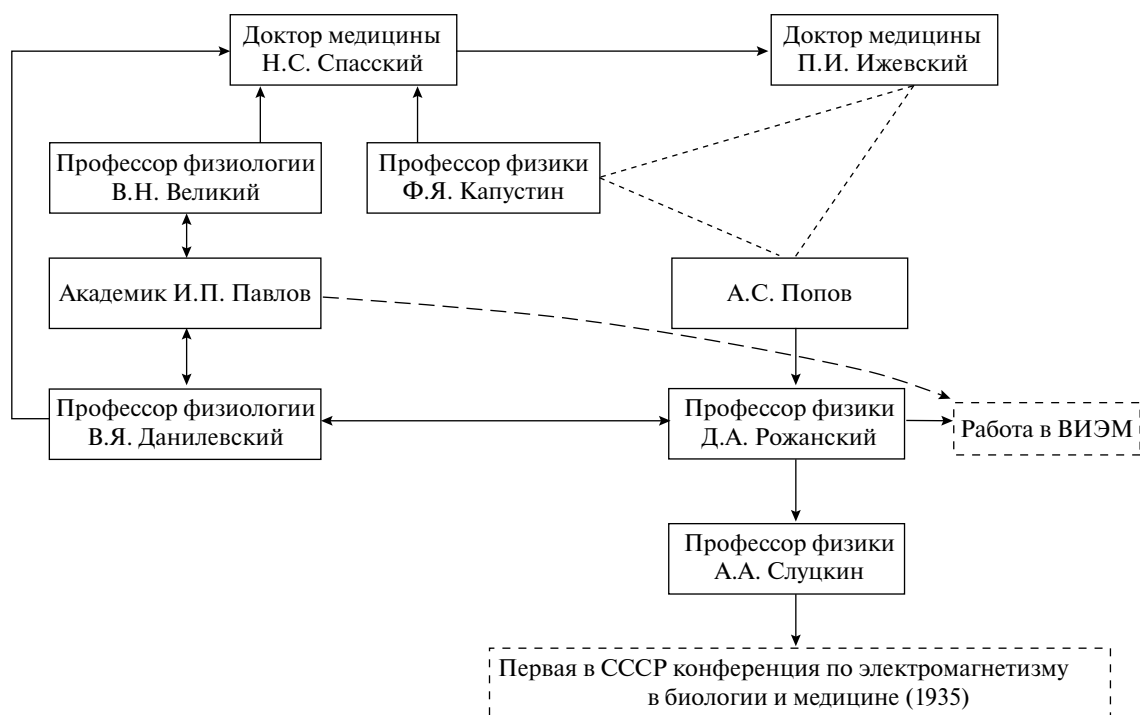 Доктор медицины
Н.С. Спасский
Доктор медицины
П.И. Ижевский
Профессор физиологии
В.Н. Великий
Профессор физики
Ф.Я. Капустин
Академик И.П. Павлов
А.С. Попов
Профессор физиологии
В.Я. Данилевский
Профессор физики
Д.А. Рожанский
Работа в ВИЭМ
Профессор физики
А.А. Слуцкин
Первая в СССР конференция по электромагнетизму
в биологии и медицине (1935)